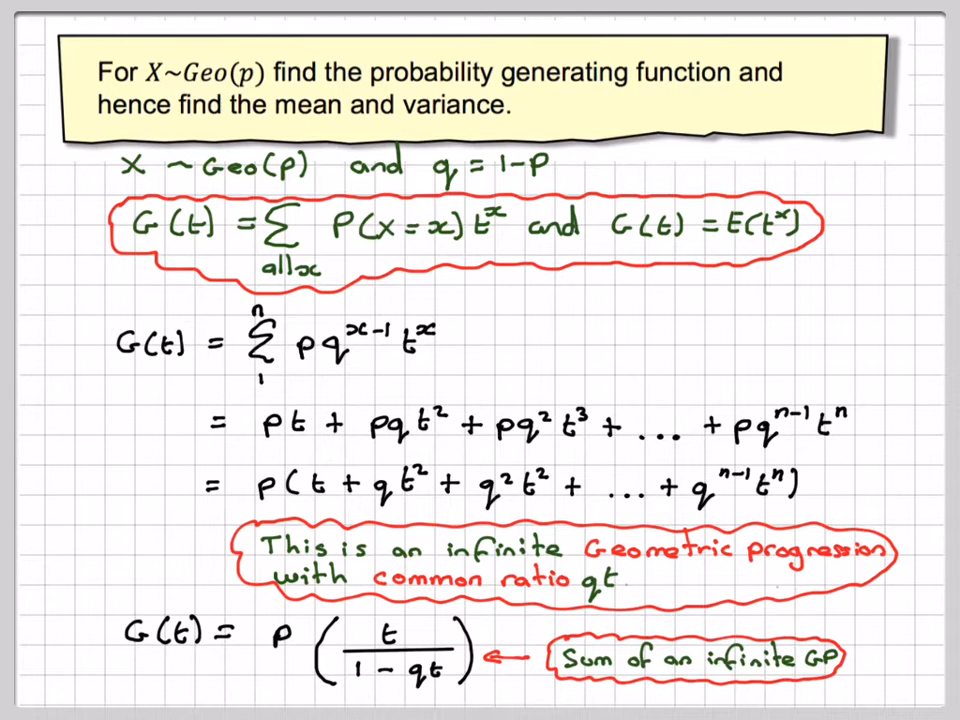 For X~Geo(p) find the probability generating function and
hence find the mean and variance.
X ~ Geo(p) and q = 1-p
G(t) = ∑ P(X = x) t^x and G(t) = E(t^x)
all x
n
G(t) = ∑ pq^(x-1) t^x
1
= pt + pqt² + pq²t³ + ... + pq^(n-1) t^n
= p(t + qt² + q²t² + ... + q^(n-1) t^n)
This is an infinite Geometric progression
with common ratio qt
G(t) = p (t / (1 - qt)) ← Sum of an infinite GP